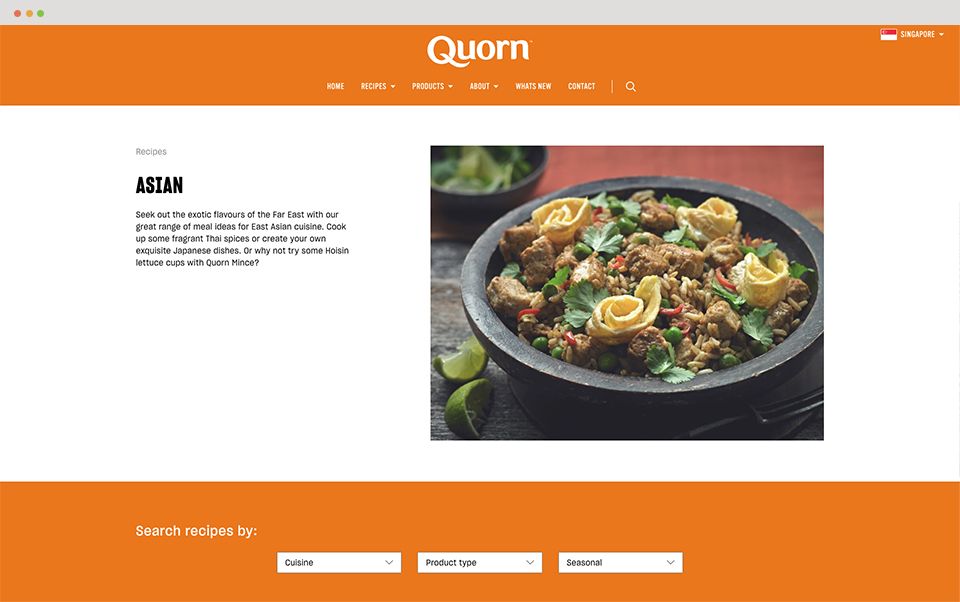 SINGAPORE
Quorn
HOME RECIPES PRODUCTS ABOUT WHATS NEW CONTACT
Recipes
ASIAN
Seek out the exotic flavours of the Far East with our
great range of meal ideas for East Asian cuisine. Cook
up some fragrant Thai spices or create your own
exquisite Japanese dishes. Or why not try some Hoisin
lettuce cups with Quorn Mince?
Search recipes by:
Cuisine Product type Seasonal